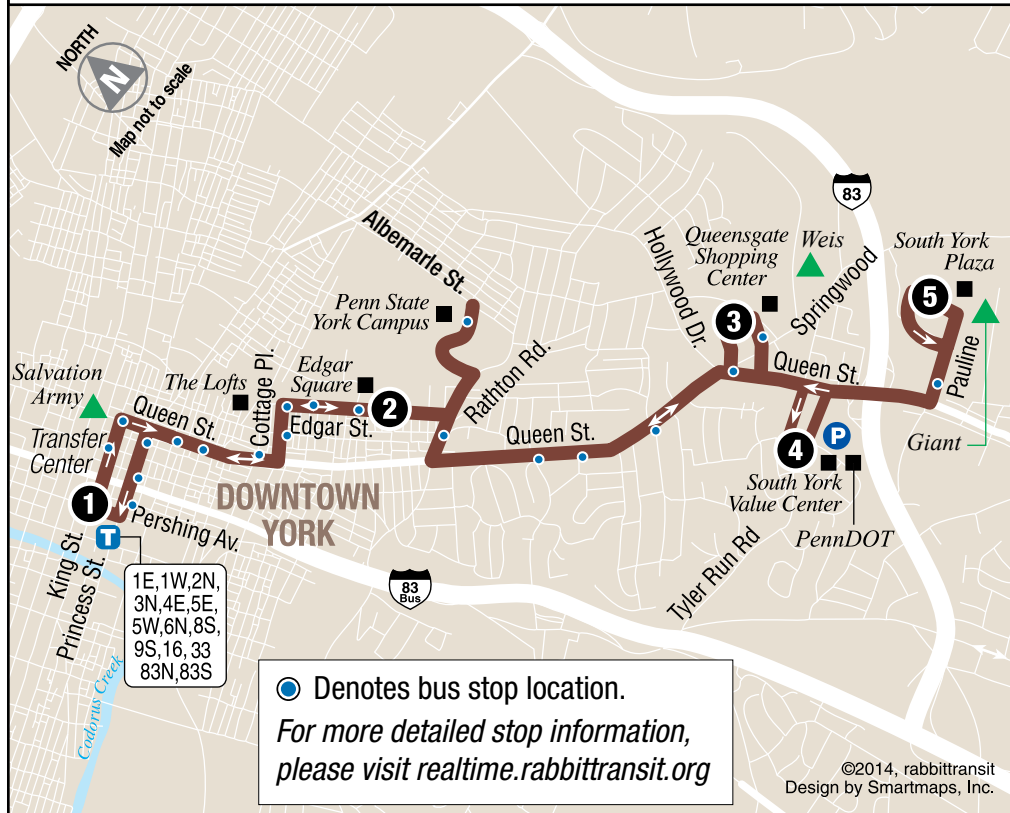 NORTH
N
Map not to scale
83
Albemarle St.
Hollywood Dr.
Queensgate
Shopping
Center
Weis
Springwood
South York
Plaza
5
Penn State
York Campus
3
Salvation
Army
The Lofts
Cottage Pl.
Edgar
Square
2
Edgar St.
Rathton Rd.
Queen St.
Pauline
Queen St.
Transfer
Center
Queen St.
4
P
Giant
South York
Value Center
PennDOT
Tyler Run Rd
1
DOWNTOWN
YORK
Pershing Av.
King St.
Princess St.
T
83
Bus
1E,1W,2N,
3N,4E,5E,
5W,6N,8S,
9S,16, 33
83N,83S
Codorus Creek
Denotes bus stop location.
For more detailed stop information,
please visit realtime.rabbittransit.org
©2014, rabbittransit
Design by Smartmaps, Inc.